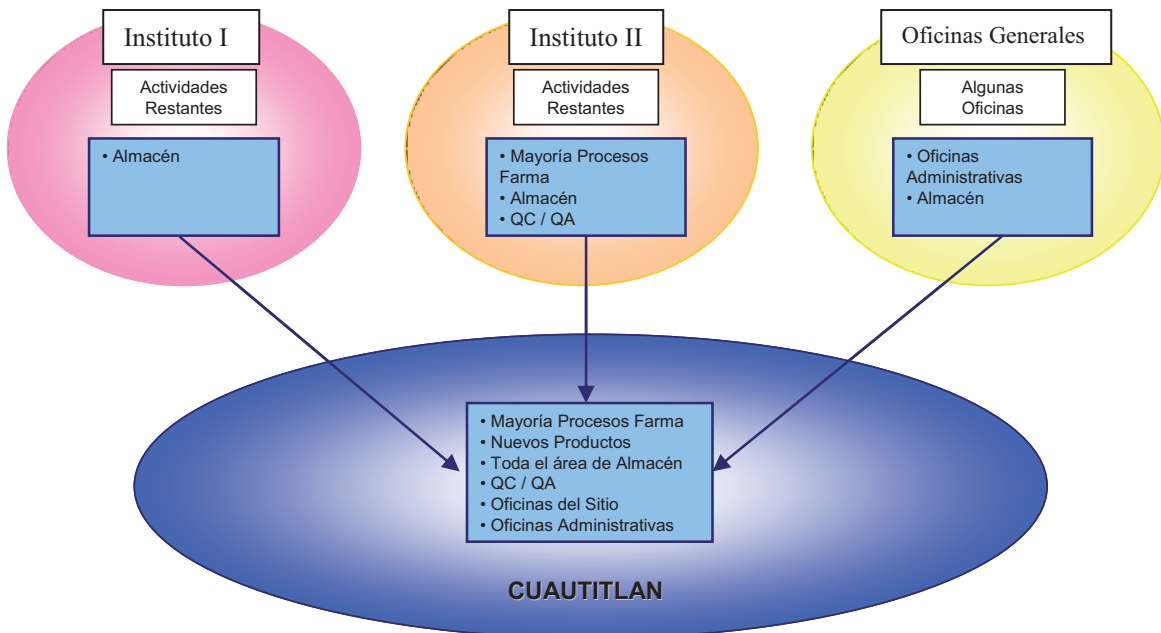 Instituto I
Actividades
Restantes
• Almacén
Instituto II
Actividades
Restantes
• Mayoría Procesos
Farma
• Almacén
• QC / QA
Oficinas Generales
Algunas
Oficinas
• Oficinas
Administrativas
• Almacén
• Mayoría Procesos Farma
• Nuevos Productos
• Toda el área de Almacén
• QC / QA
• Oficinas del Sitio
• Oficinas Administrativas
CUAUTITLAN